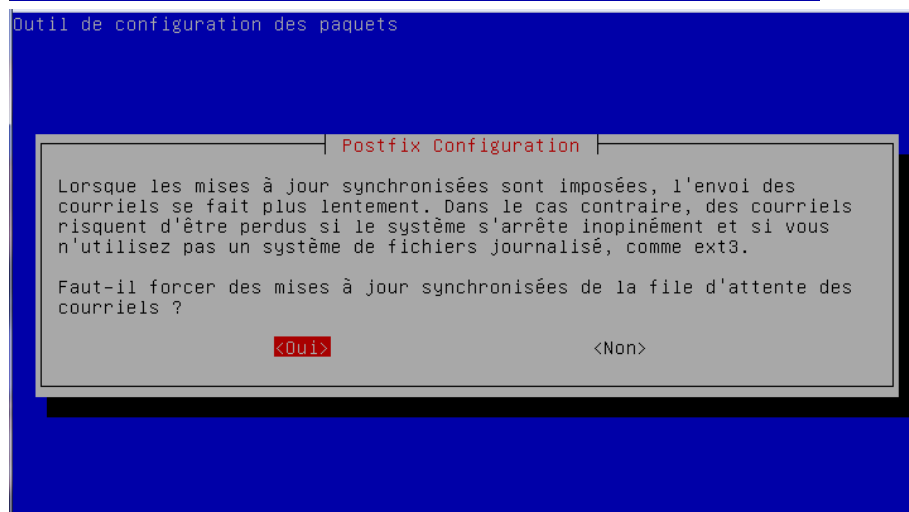 Outil de configuration des paquets
Postfix Configuration
Lorsque les mises à jour synchronisées sont imposées, l'envoi des
courriels se fait plus lentement. Dans le cas contraire, des courriels
risquent d'être perdus si le système s'arrête inopinément et si vous
n'utilisez pas un système de fichiers journalisé, comme ext3.
Faut-il forcer des mises à jour synchronisées de la file d'attente des
courriels ?
<Oui> <Non>